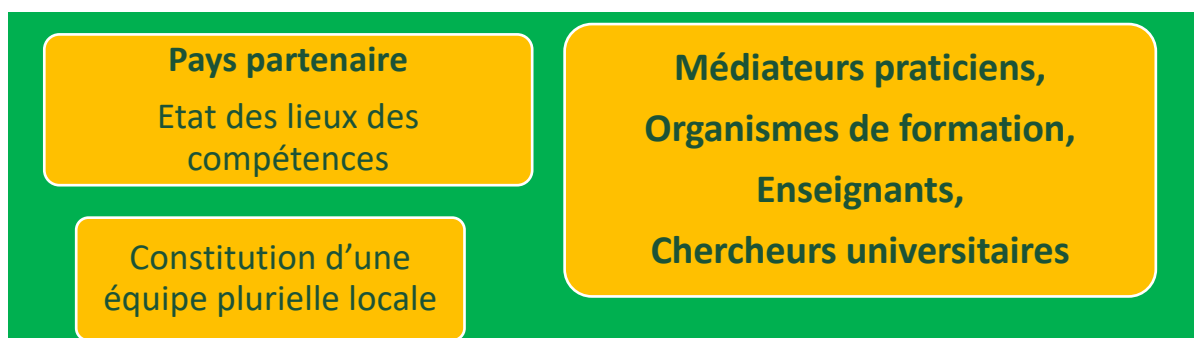 Pays partenaire
Etat des lieux des
compétences
Constitution d’une
équipe plurielle locale
Médiateurs praticiens,
Organismes de formation,
Enseignants,
Chercheurs universitaires